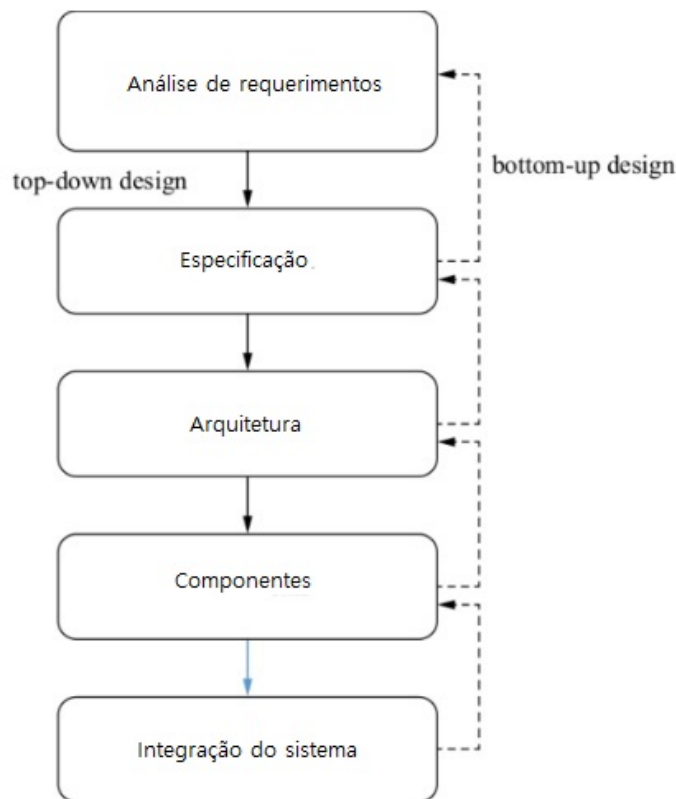 Análise de requerimentos
top-down design
bottom-up design
Especificação
Arquitetura
Componentes
Integração do sistema